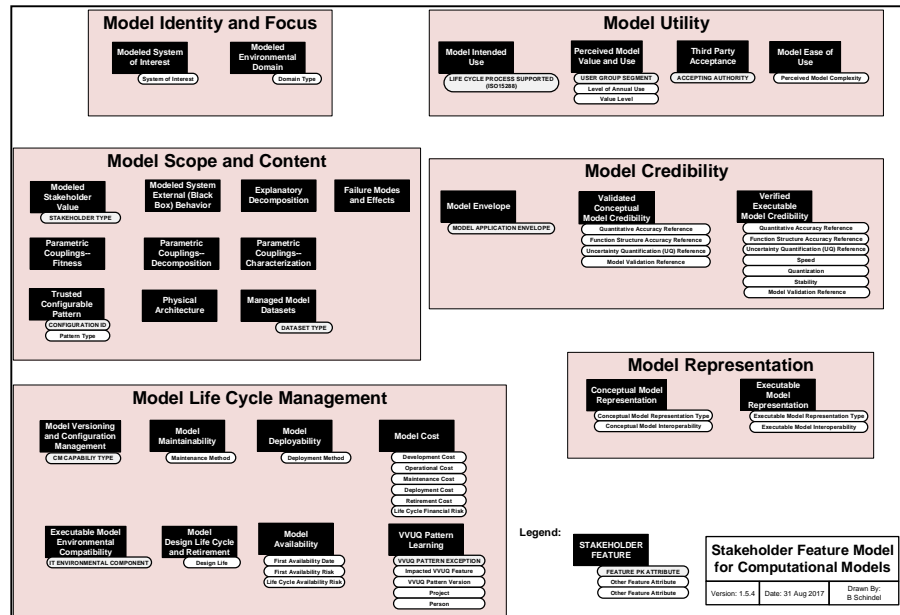 Model Identity and Focus
Modeled System
of Interest
System of Interest
Modeled
Environmental
Domain
Domain Type
Model Utility
Model Intended
Use
LIFE CYCLE PROCESS SUPPORTED
(ISO15288)
Perceived Model
Value and Use
USER GROUP SEGMENT
Level of Annual Use
Value Level
Third Party
Acceptance
ACCEPTING AUTHORITY
Model Ease of
Use
Perceived Model Complexity
Model Scope and Content
Modeled
Stakeholder
Value
STAKEHOLDER TYPE
Modeled System
External (Black
Box) Behavior
Explanatory
Decomposition
Failure Modes
and Effects
Parametric
Couplings--
Fitness
Parametric
Couplings--
Decomposition
Parametric
Couplings--
Characterization
Trusted
Configurable
Pattern
CONFIGURATION ID
Pattern Type
Physical
Architecture
Managed Model
Datasets
DATASET TYPE
Model Credibility
Model Envelope
MODEL APPLICATION ENVELOPE
Validated
Conceptual
Model Credibility
Quantitative Accuracy Reference
Function Structure Accuracy Reference
Uncertainty Quantification (UQ) Reference
Model Validation Reference
Verified
Executable
Model Credibility
Quantitative Accuracy Reference
Function Structure Accuracy Reference
Uncertainty Quantification (UQ) Reference
Speed
Quantization
Stability
Model Validation Reference
Model Representation
Conceptual Model
Representation
Conceptual Model Representation Type
Conceptual Model Interoperability
Executable
Model
Representation
Executable Model Representation Type
Executable Model Interoperability
Model Life Cycle Management
Model Versioning
and Configuration
Management
CM CAPABILIY TYPE
Model
Maintainability
Maintenance Method
Model
Deployability
Deployment Method
Model Cost
Development Cost
Operational Cost
Maintenance Cost
Deployment Cost
Retirement Cost
Life Cycle Financial Risk
Executable Model
Environmental
Compatibility
IT ENVIRONMENTAL COMPONENT
Model
Design Life Cycle
and Retirement
Design Life
Model
Availability
First Availability Date
First Availability Risk
Life Cycle Availability Risk
VVUQ Pattern
Learning
VVUQ PATTERN EXCEPTION
Impacted VVUQ Feature
VVUQ Pattern Version
Project
Person
Legend:
STAKEHOLDER
FEATURE
FEATURE PK ATTRIBUTE
Other Feature Attribute
Other Feature Attribute
Stakeholder Feature Model
for Computational Models
Version: 1.5.4
Date: 31 Aug 2017
Drawn By:
B Schindel